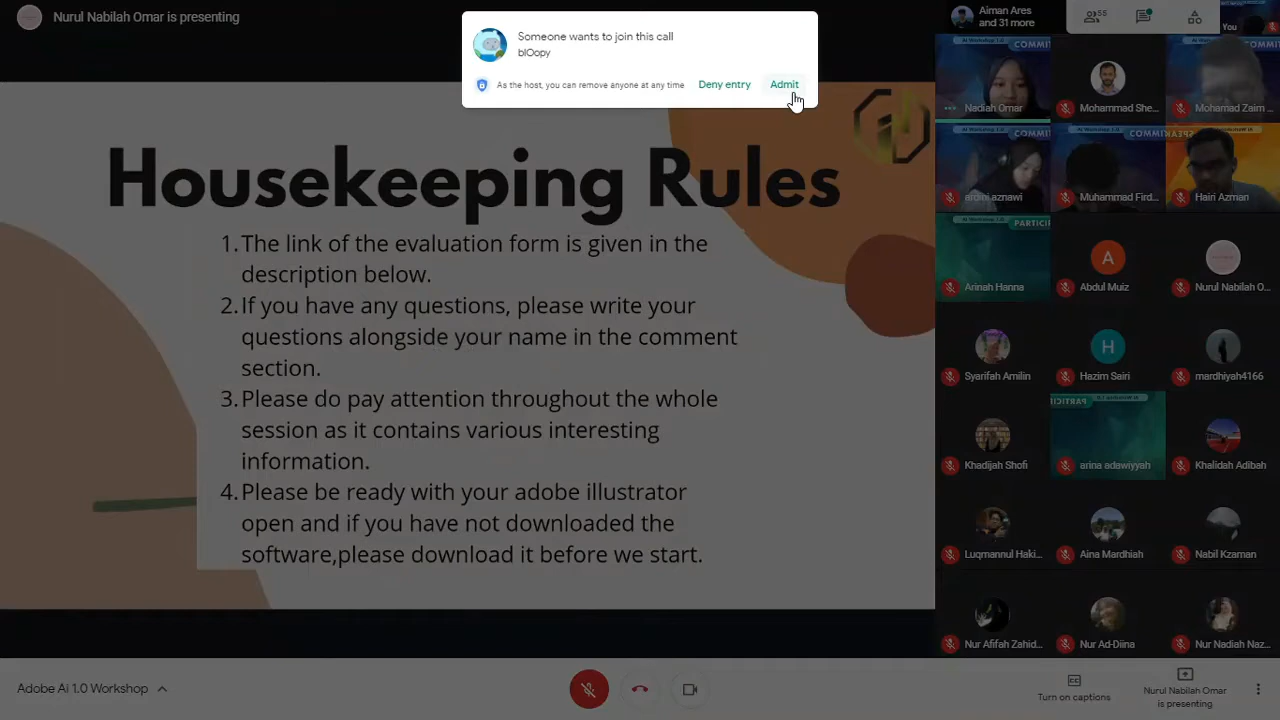 Nurul Nabilah Omar is presenting
Someone wants to join this call
blOopy
As the host, you can remove anyone at any time
Deny entry
Admit
Aiman Ares
and 31 more
55
You
Housekeeping Rules
1. The link of the evaluation form is given in the
description below.
2. If you have any questions, please write your
questions alongside your name in the comment
section.
3. Please do pay attention throughout the whole
session as it contains various interesting
information.
4. Please be ready with your adobe illustrator
open and if you have not downloaded the
software,please download it before we start.
Nadiah Omar
Mohammad She...
Mohamad Zaim ...
ardini aznawi
Muhammad Fird...
Hairi Azman
Arinah Hanna
Abdul Muiz
A
Nurul Nabilah O...
Syarifah Amilin
H
Hazim Sairi
mardhiyah4166
Khadijah Shofi
arina adawiyyah
Khalidah Adibah
Luqmannul Haki...
Aina Mardhiah
Nabil Kzaman
Nur Afifah Zahid...
Nur Ad-Diina
Nur Nadiah Naz...
Adobe Ai 1.0 Workshop
Turn on captions
Nurul Nabilah Omar
is presenting